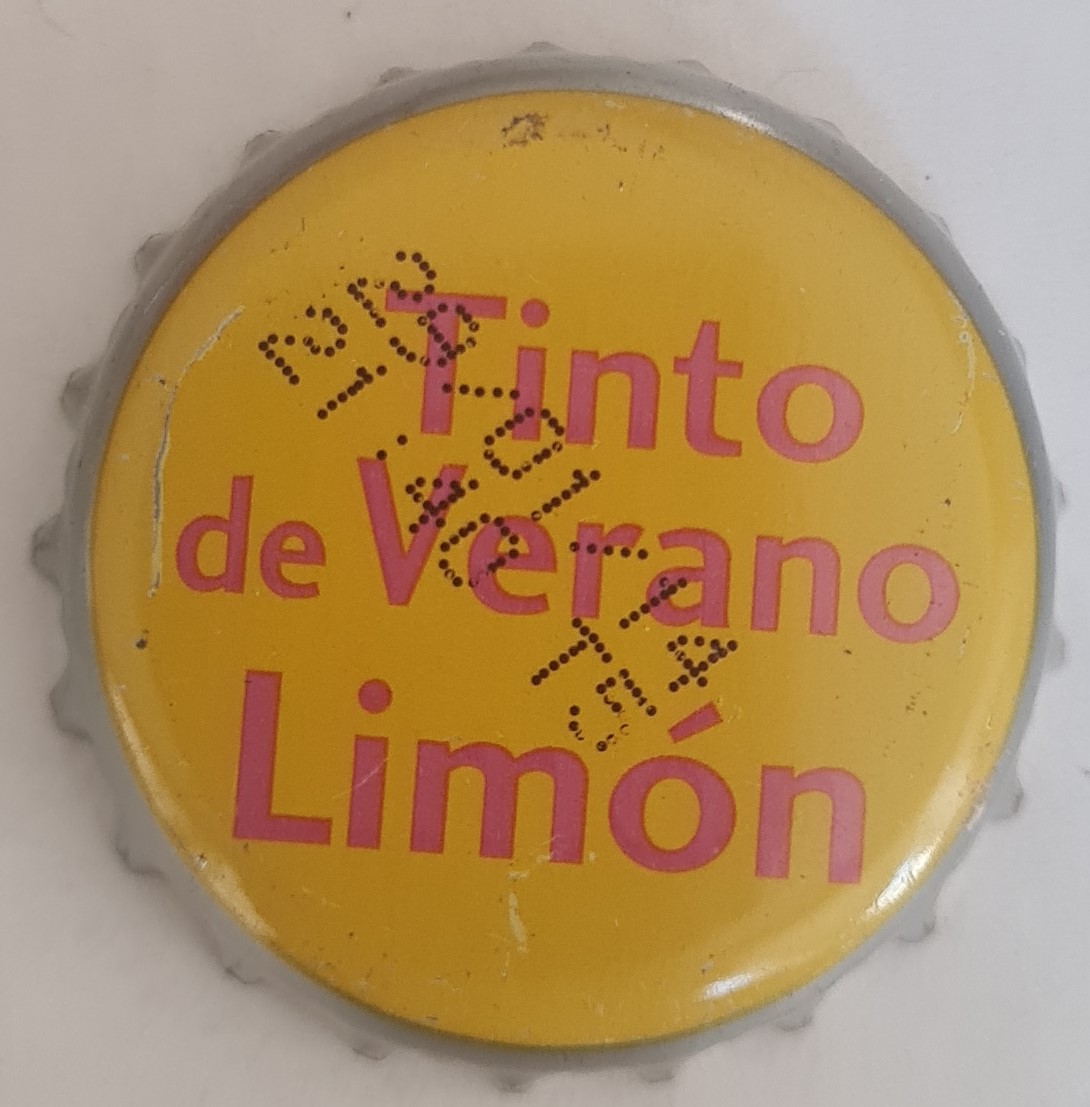 Tinto
de Verano
Limón